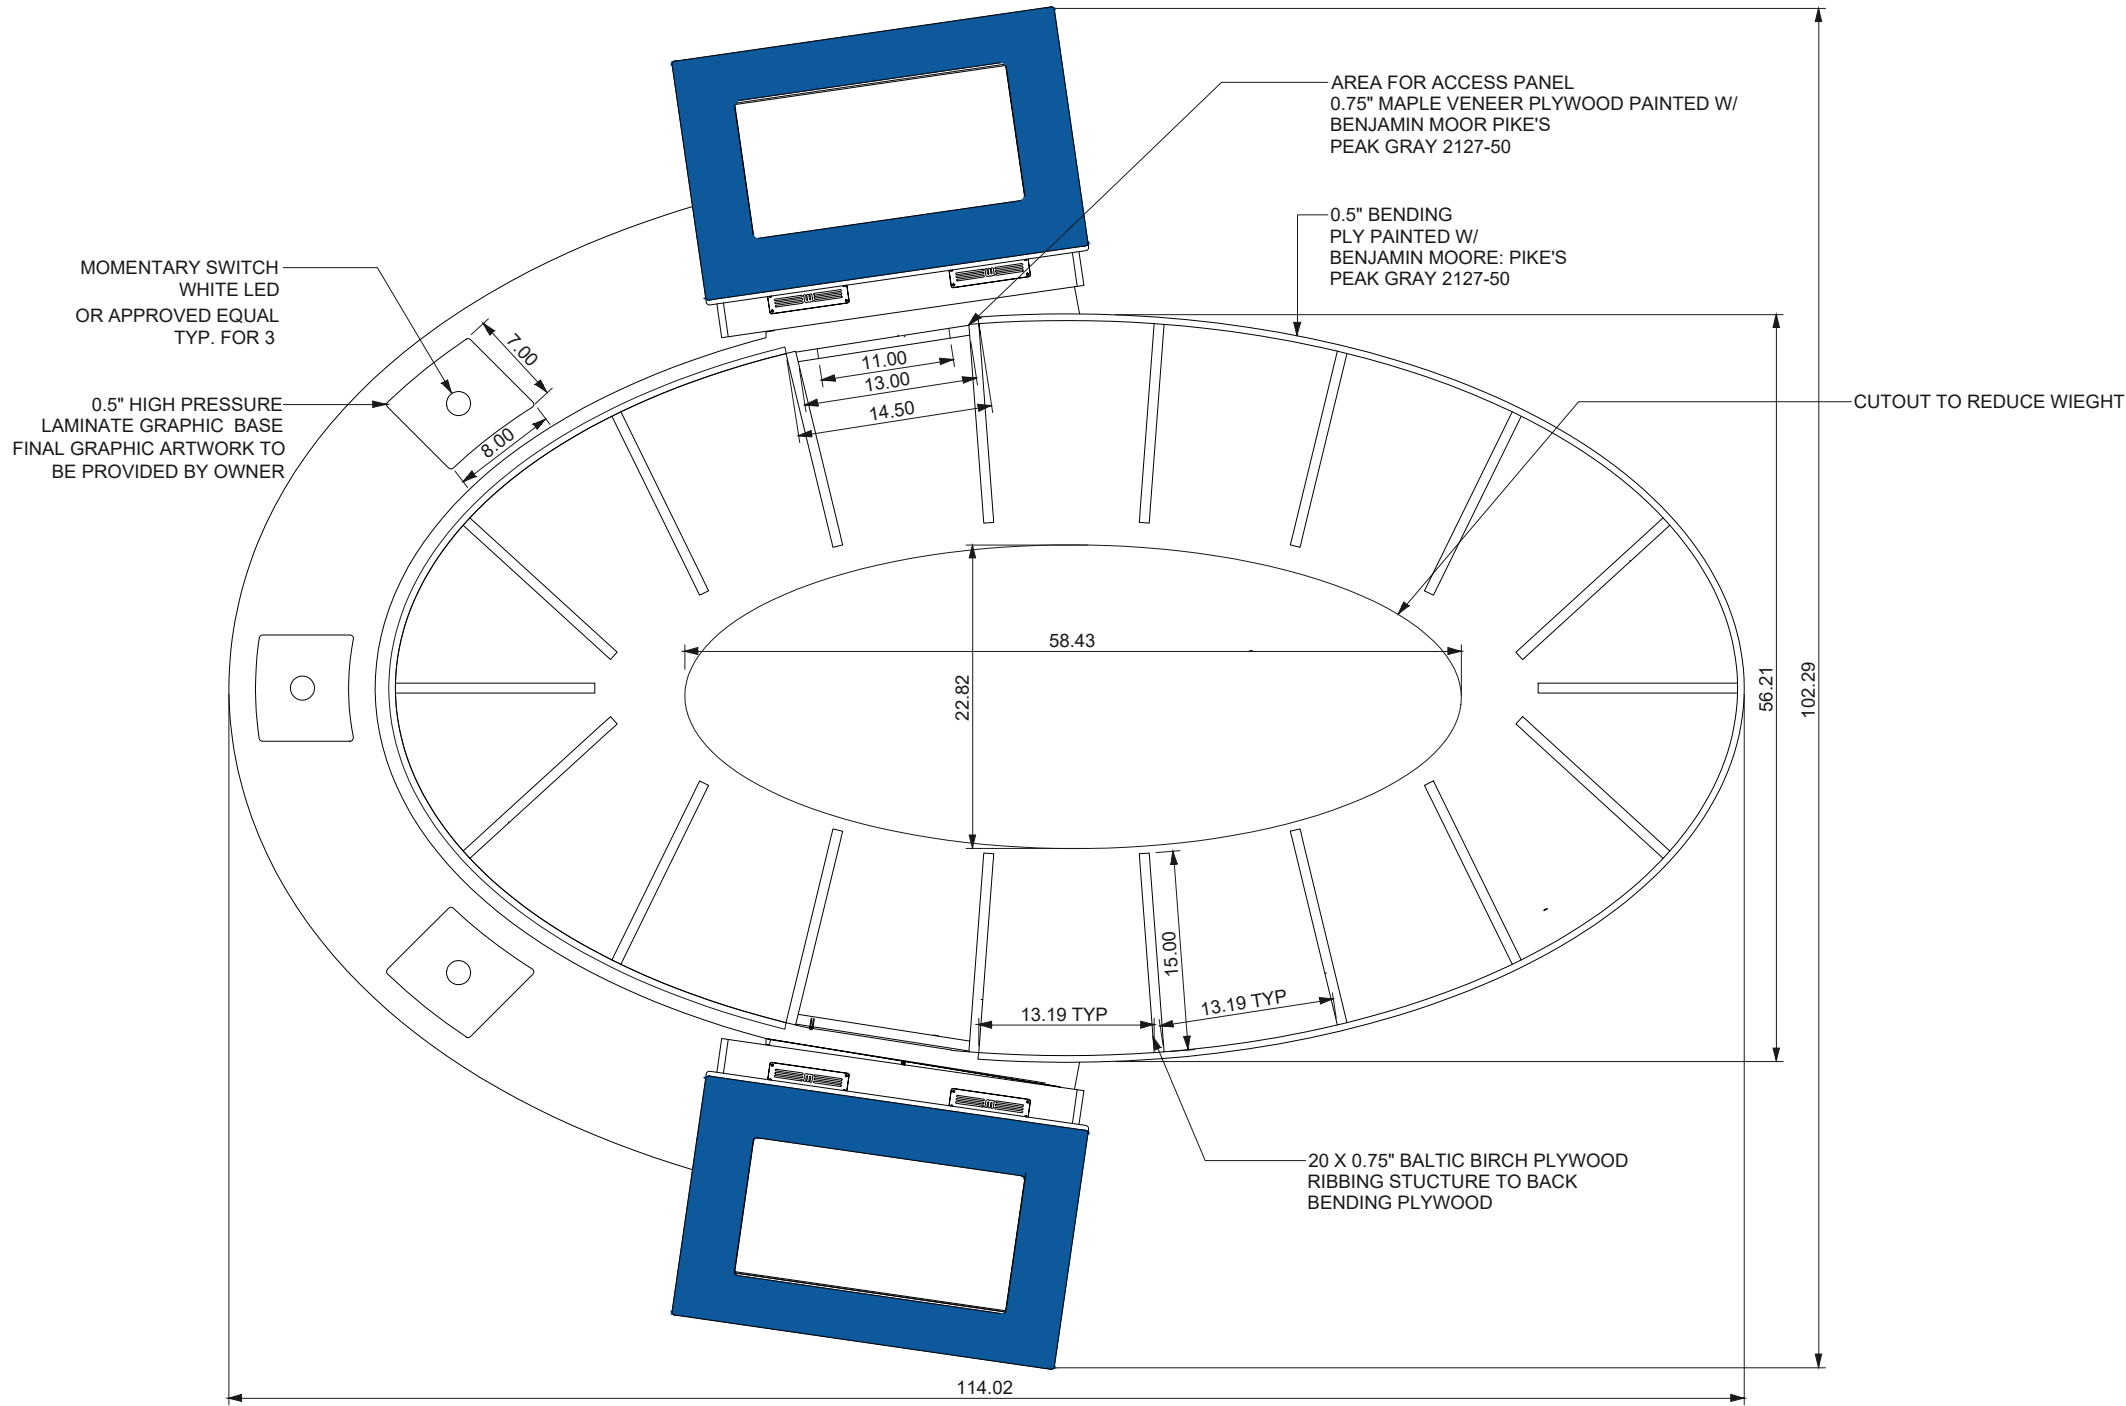 AREA FOR ACCESS PANEL
0.75" MAPLE VENEER PLYWOOD PAINTED W/
BENJAMIN MOOR PIKE'S
PEAK GRAY 2127-50
0.5" BENDING
PLY PAINTED W/
BENJAMIN MOORE: PIKE'S
PEAK GRAY 2127-50
MOMENTARY SWITCH
WHITE LED
OR APPROVED EQUAL
TYP. FOR 3
7.00
0.5" HIGH PRESSURE
LAMINATE GRAPHIC BASE
FINAL GRAPHIC ARTWORK TO
BE PROVIDED BY OWNER
8.00
11.00
13.00
14.50
CUTOUT TO REDUCE WIEGHT
58.43
22.82
56.21
102.29
15.00
13.19 TYP
13.19 TYP
20 X 0.75" BALTIC BIRCH PLYWOOD
RIBBING STUCTURE TO BACK
BENDING PLYWOOD
114.02